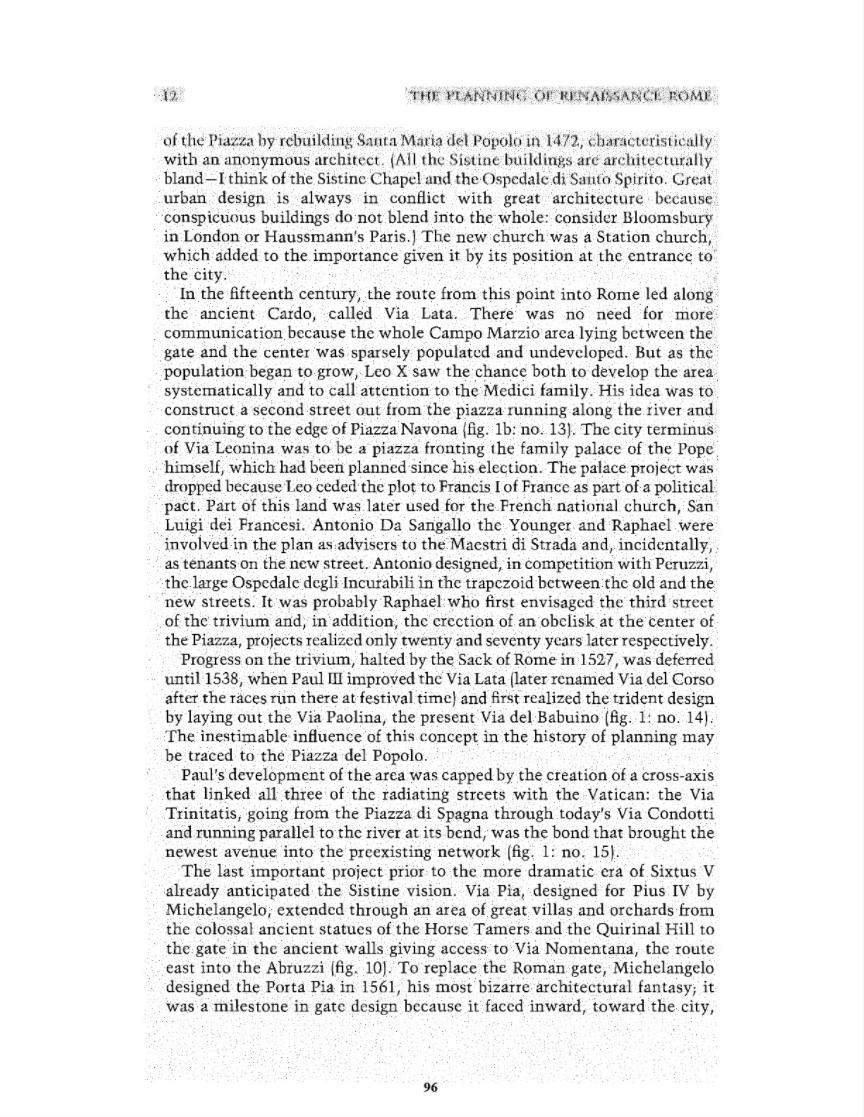 12 THE PLANNING OF RENAISSANCE ROME
of the Piazza by rebuilding Santa Maria del Popolo in 1472, characteristically
with an anonymous architect. (All the Sistine buildings are architecturally
bland—I think of the Sistine Chapel and the Ospedale di Santo Spirito. Great
urban design is always in conflict with great architecture because
conspicuous buildings do not blend into the whole: consider Bloomsbury
in London or Haussmann's Paris.) The new church was a Station church,
which added to the importance given it by its position at the entrance to
the city.
In the fifteenth century, the route from this point into Rome led along
the ancient Cardo, called Via Lata. There was no need for more
communication because the whole Campo Marzio area lying between the
gate and the center was sparsely populated and undeveloped. But as the
population began to grow, Leo X saw the chance both to develop the area
systematically and to call attention to the Medici family. His idea was to
construct a second street out from the piazza running along the river and
continuing to the edge of Piazza Navona (fig. 1b: no. 13). The city terminus
of Via Leonina was to be a piazza fronting the family palace of the Pope
himself, which had been planned since his election. The palace project was
dropped because Leo ceded the plot to Francis I of France as part of a political
pact. Part of this land was later used for the French national church, San
Luigi dei Francesi. Antonio Da Sangallo the Younger and Raphael were
involved in the plan as advisers to the Maestri di Strada and, incidentally,
as tenants on the new street. Antonio designed, in competition with Peruzzi,
the large Ospedale degli Incurabili in the trapezoid between the old and the
new streets. It was probably Raphael who first envisaged the third street
of the trivium and, in addition, the erection of an obelisk at the center of
the Piazza, projects realized only twenty and seventy years later respectively.
Progress on the trivium, halted by the Sack of Rome in 1527, was deferred
until 1538, when Paul III improved the Via Lata (later renamed Via del Corso
after the races run there at festival time) and first realized the trident design
by laying out the Via Paolina, the present Via del Babuino (fig. 1: no. 14).
The inestimable influence of this concept in the history of planning may
be traced to the Piazza del Popolo.
Paul's development of the area was capped by the creation of a cross-axis
that linked all three of the radiating streets with the Vatican: the Via
Trinitatis, going from the Piazza di Spagna through today's Via Condotti
and running parallel to the river at its bend, was the bond that brought the
newest avenue into the preexisting network (fig. 1: no. 15).
The last important project prior to the more dramatic era of Sixtus V
already anticipated the Sistine vision. Via Pia, designed for Pius IV by
Michelangelo, extended through an area of great villas and orchards from
the colossal ancient statues of the Horse Tamers and the Quirinal Hill to
the gate in the ancient walls giving access to Via Nomentana, the route
east into the Abruzzi (fig. 10). To replace the Roman gate, Michelangelo
designed the Porta Pia in 1561, his most bizarre architectural fantasy; it
was a milestone in gate design because it faced inward, toward the city,
96